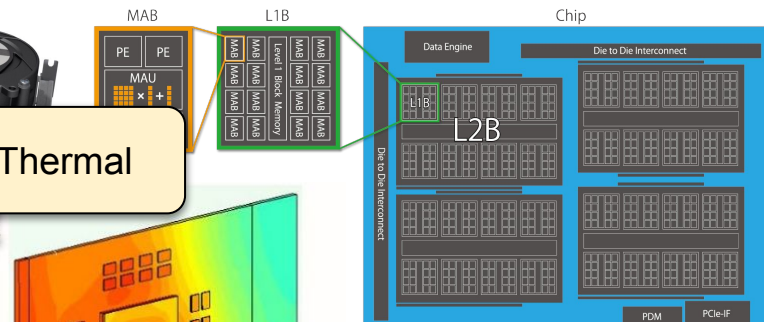 MAB
L1B
Chip
PE
PE
MAU
× +
MAB
MAB
MAB
MAB
MAB
MAB
MAB
MAB
Level 1 Block Memory
MAB
MAB
MAB
MAB
MAB
MAB
MAB
MAB
Data Engine
Die to Die Interconnect
L1B
L2B
Die to Die Interconnect
Thermal
PDM
PCIe-IF